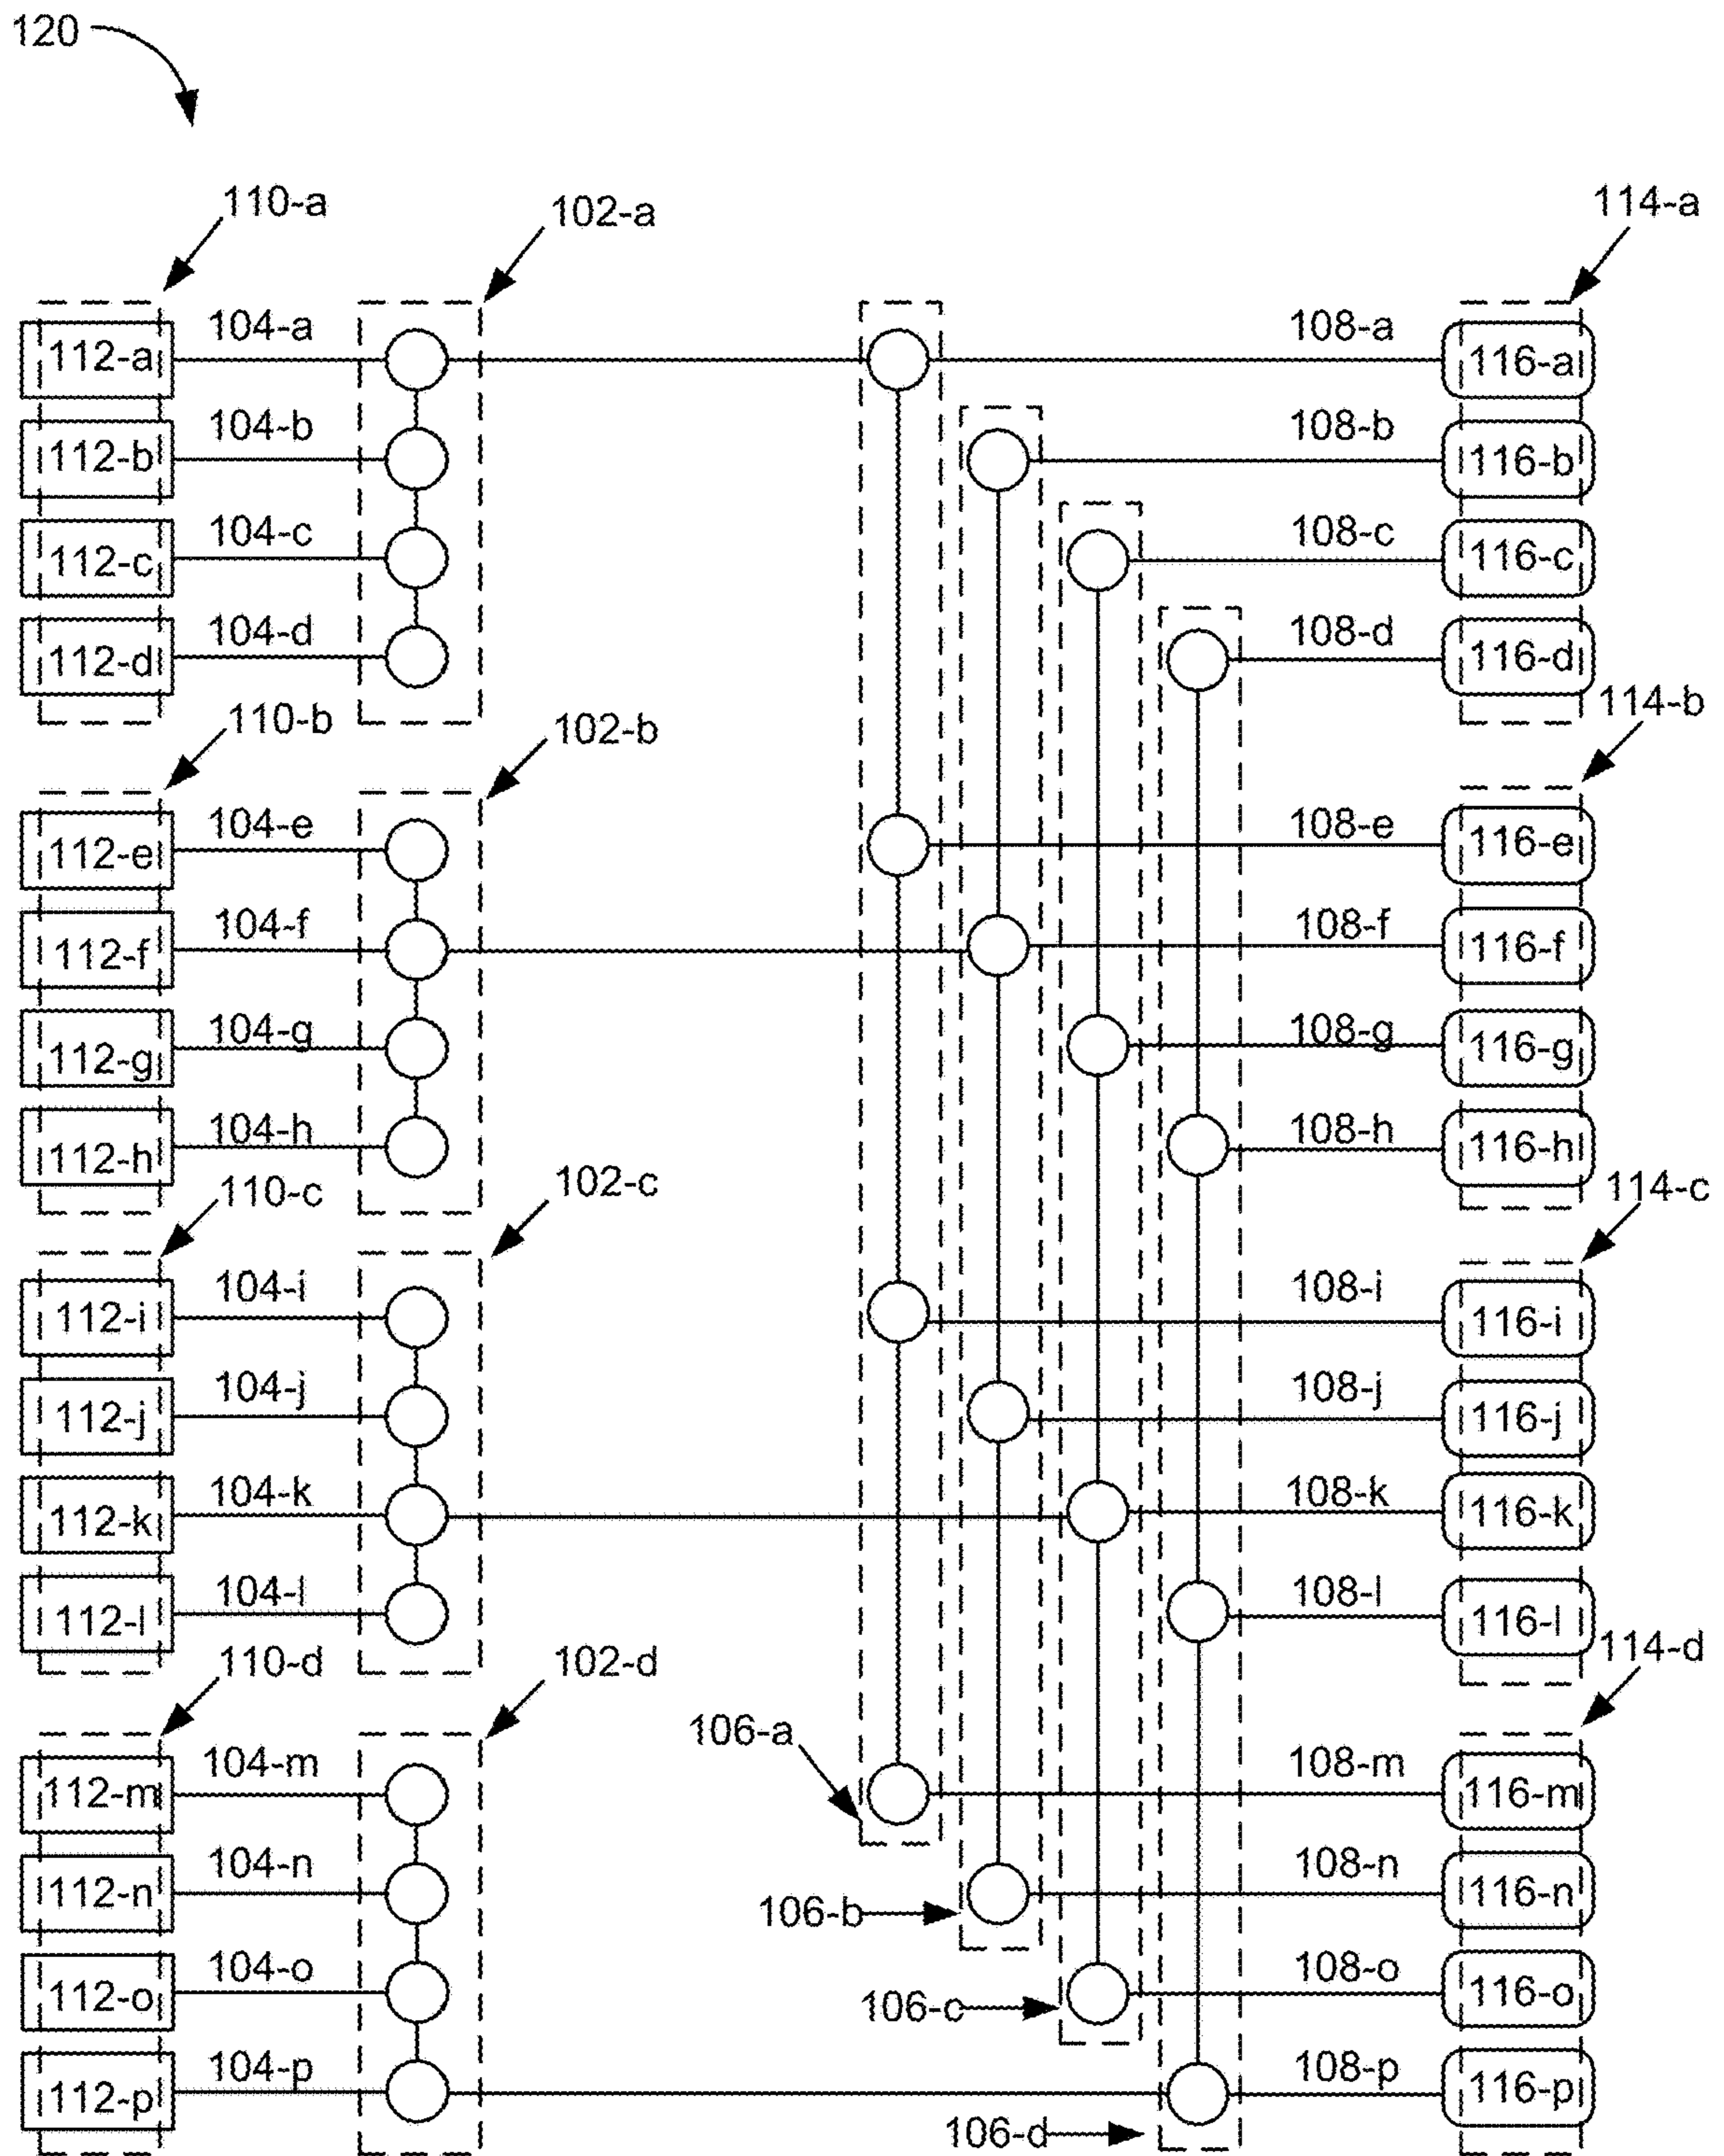 120
110-a 102-a 114-a
112-a 104-a 108-a 116-a
112-b 104-b 108-b 116-b
112-c 104-c 108-c 116-c
112-d 104-d 108-d 116-d
110-b 102-b 114-b
112-e 104-e 108-e 116-e
112-f 104-f 108-f 116-f
112-g 104-g 108-g 116-g
112-h 104-h 108-h 116-h
110-c 102-c 114-c
112-i 104-i 108-i 116-i
112-j 104-j 108-j 116-j
112-k 104-k 108-k 116-k
112-l 104-l 108-l 116-l
110-d 102-d 114-d
106-a
112-m 104-m 108-m 116-m
112-n 104-n 108-n 116-n
106-b
112-o 104-o 108-o 116-o
106-c
112-p 104-p 108-p 116-p
106-d